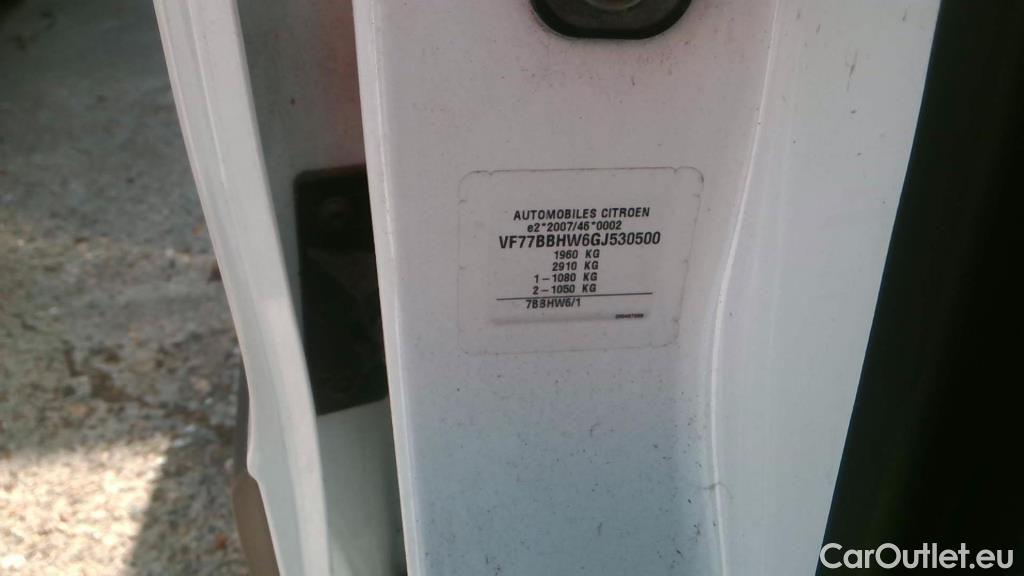 AUTOMOBILES CITROEN
e2*2007/46*0002
VF77BBHW6GJ530500
1960 KG
2910 KG
1-1080 KG
2-1050 KG
7BBHW6/1
CarOutlet.eu